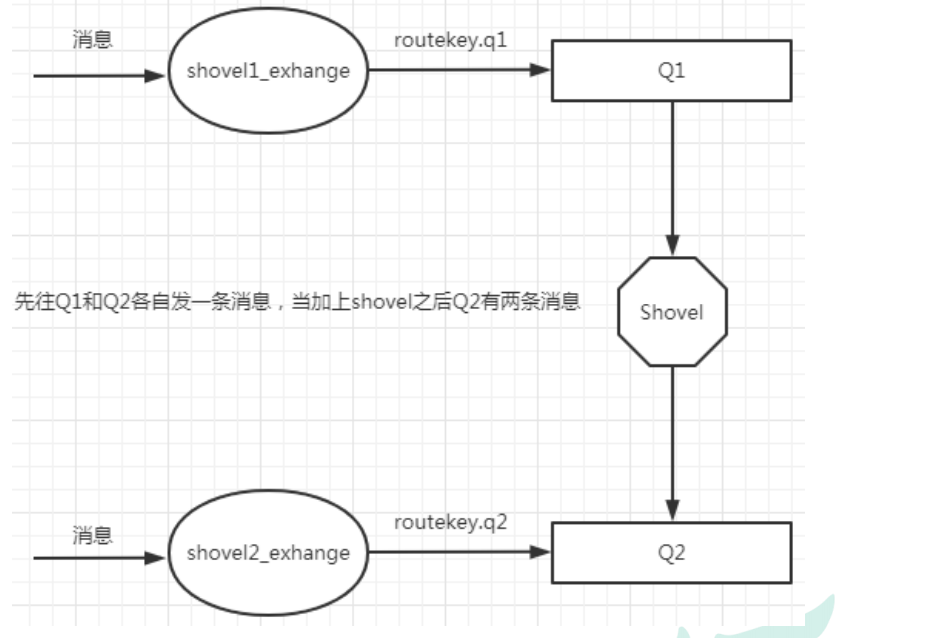 消息
shovel1_exhange
routekey.q1
Q1
先往Q1和Q2各自发一条消息，当加上shovel之后Q2有两条消息
Shovel
消息
shovel2_exhange
routekey.q2
Q2